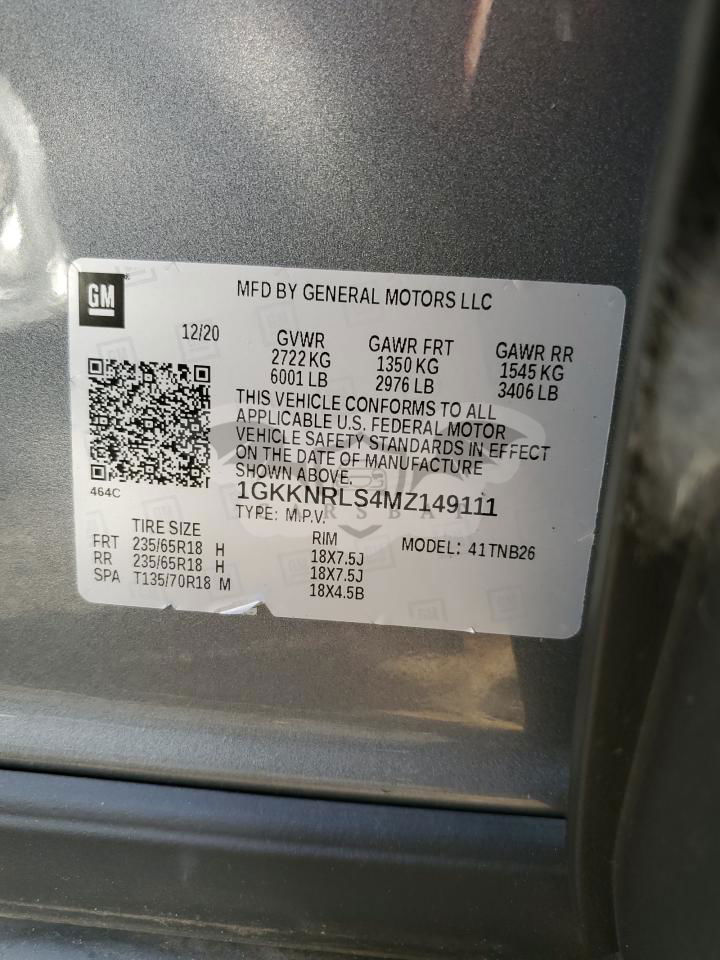 GM
MFD BY GENERAL MOTORS LLC
12/20
GVWR
2722 KG
6001 LB
GAWR FRT
1350 KG
2976 LB
GAWR RR
1545 KG
3406 LB
THIS VEHICLE CONFORMS TO ALL
APPLICABLE U.S. FEDERAL MOTOR
VEHICLE SAFETY STANDARDS IN EFFECT
ON THE DATE OF MANUFACTURE
SHOWN ABOVE.
464C
1GKKNRLS4MZ149111
TYPE: M.P.V.
MODEL: 41TNB26
TIRE SIZE
RIM
FRT 235/65R18 H 18X7.5J
RR 235/65R18 H 18X7.5J
SPA T135/70R18 M 18X4.5B